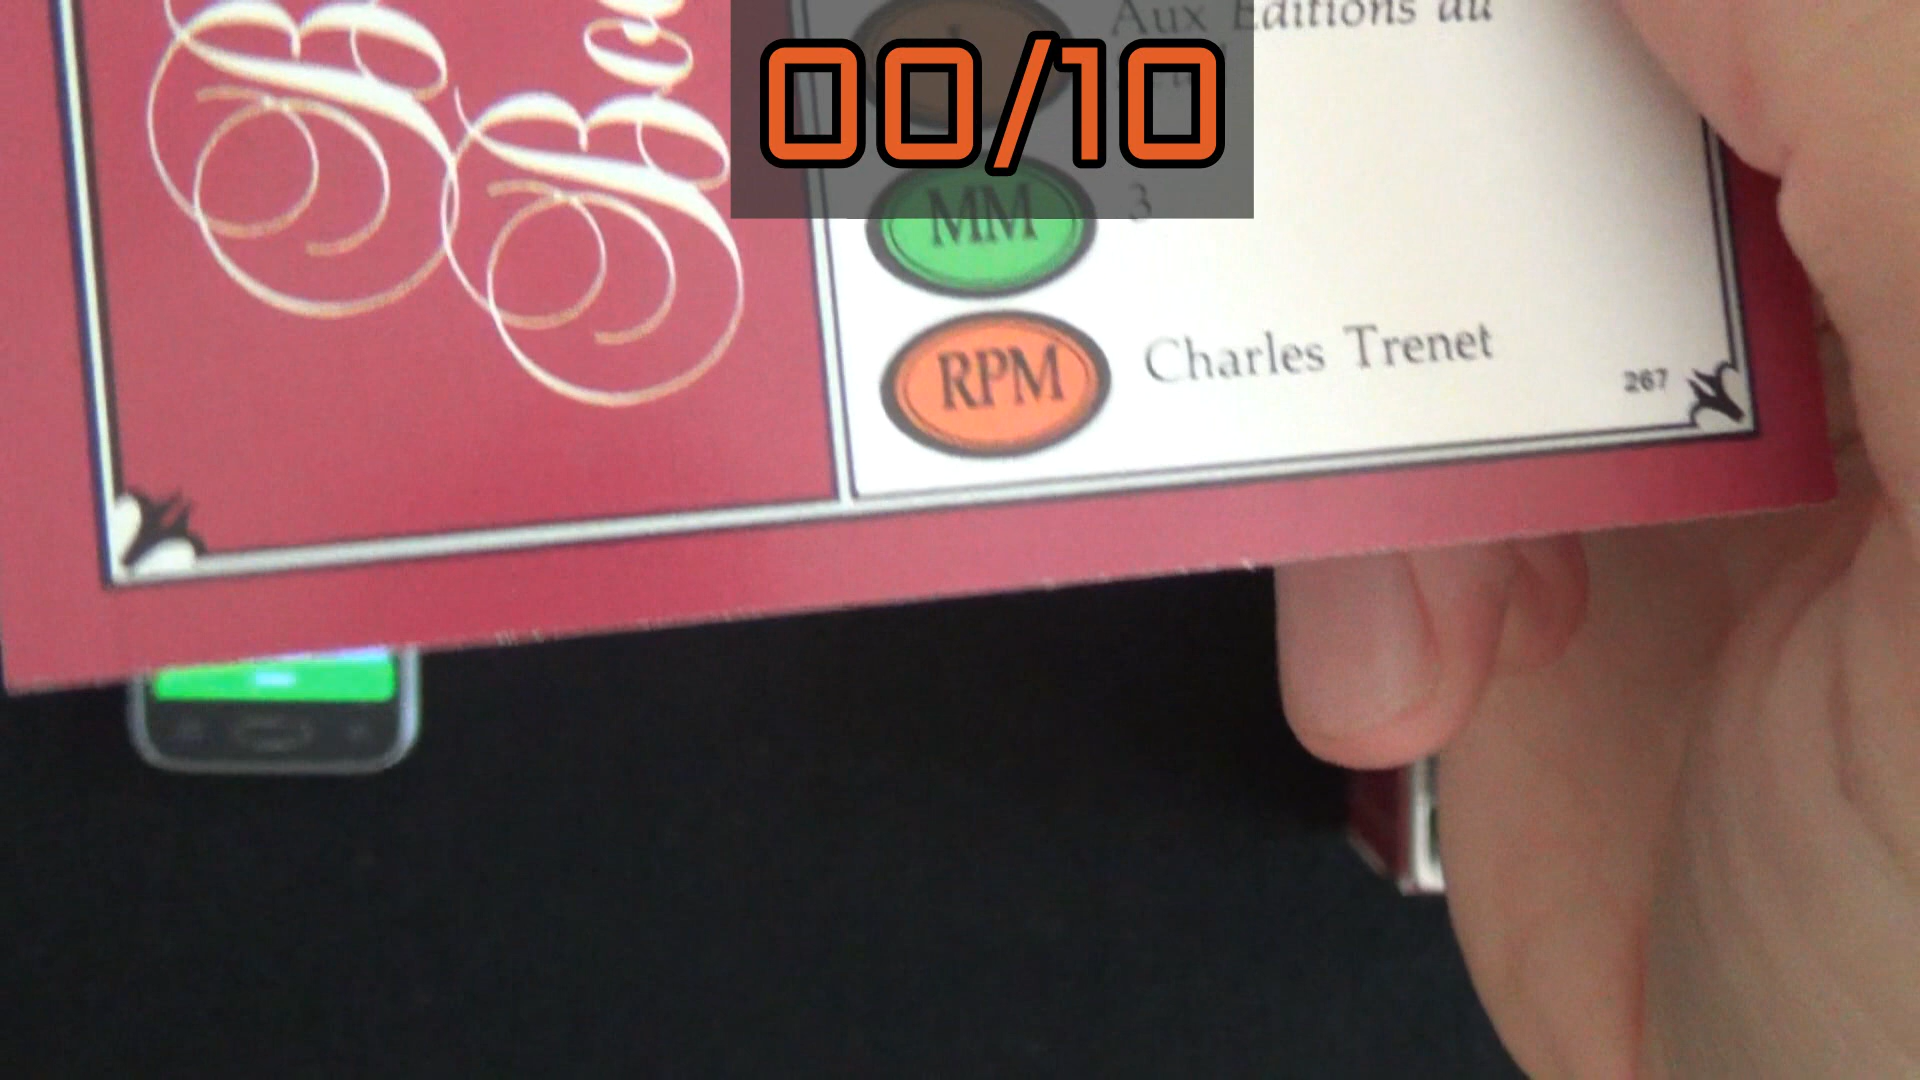 00/10
L
Aux Editions du
MM 3
RPM Charles Trenet
267